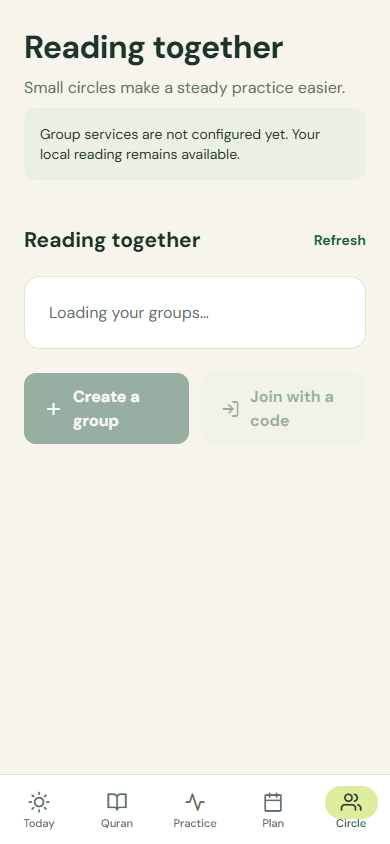 Reading together
Small circles make a steady practice easier.
Group services are not configured yet. Your
local reading remains available.
Reading together
Refresh
Loading your groups...
Create a
group
Join with a
code
Today
Quran
Practice
Plan
Circle